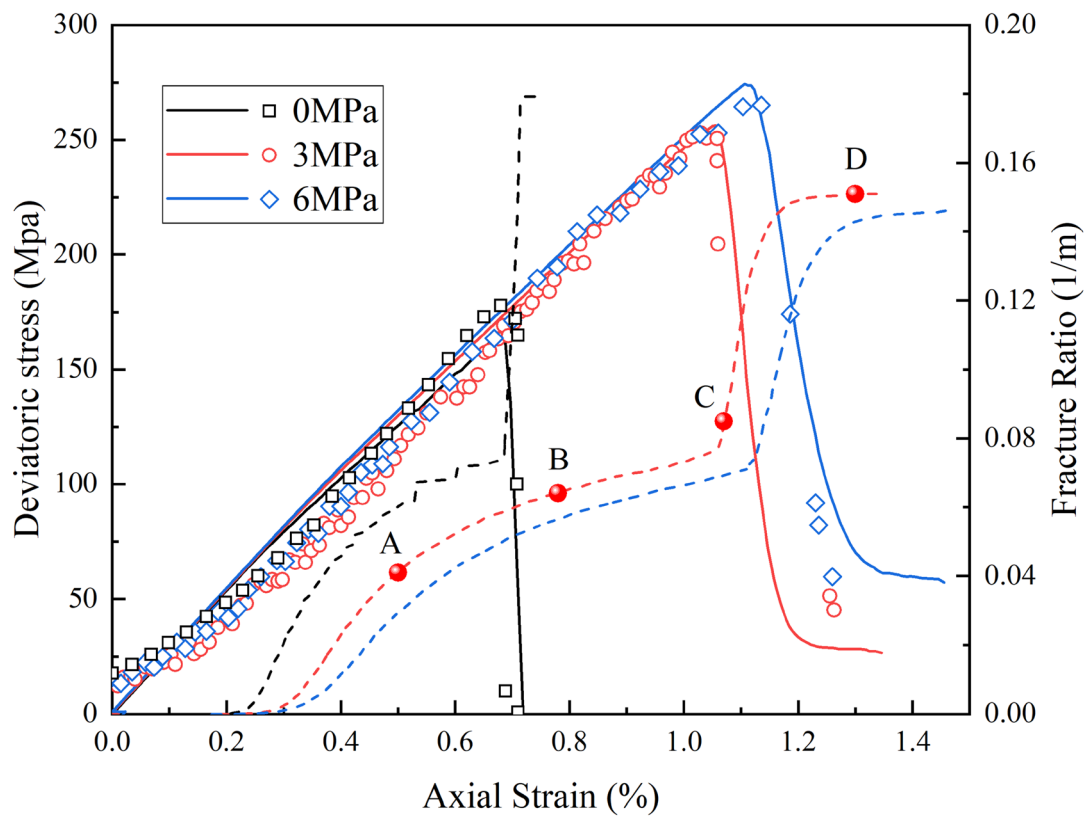 300
250
200
150
100
50
0
Deviatoric stress (Mpa)
0MPa
3MPa
6MPa
A
B
C
D
0.20
0.16
0.12
0.08
0.04
0.00
Fracture Ratio (1/m)
0.0 0.2 0.4 0.6 0.8 1.0 1.2 1.4
Axial Strain (%)